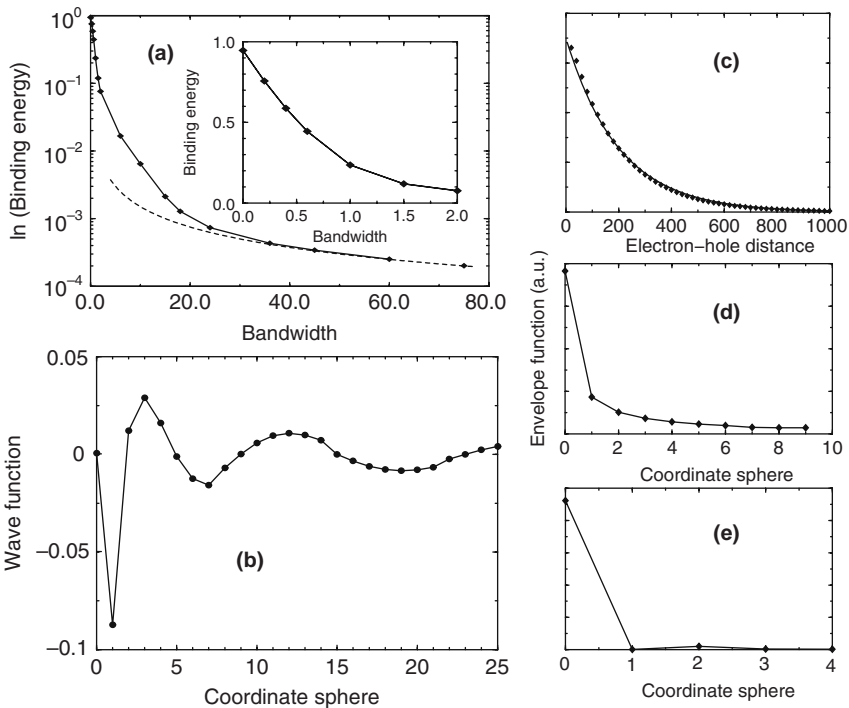 (a)
ln (Binding energy)
10^0
10^−1
10^−2
10^−3
10^−4
0.0 20.0 40.0 60.0 80.0
Bandwidth
Binding energy
1.0
0.5
0.0
0.0 0.5 1.0 1.5 2.0
Bandwidth
(b)
Wave function
0.05
0
−0.05
−0.1
0 5 10 15 20 25
Coordinate sphere
(c)
0 200 400 600 800 1000
Electron−hole distance
Envelope function (a.u.)
(d)
0 2 4 6 8 10
Coordinate sphere
(e)
0 1 2 3 4
Coordinate sphere